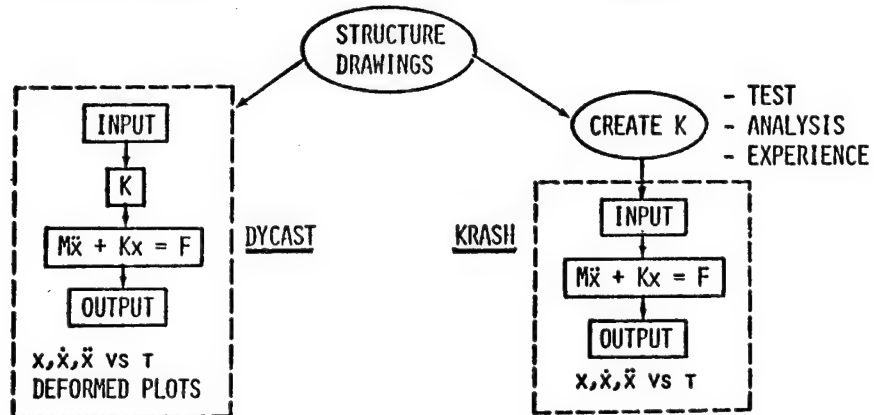 STRUCTURE
DRAWINGS
INPUT
K
Mẍ + Kx = F
OUTPUT
x,ẋ,ẍ VS T
DEFORMED PLOTS
DYCAST
CREATE K
- TEST
- ANALYSIS
- EXPERIENCE
KRASH
INPUT
Mẍ + Kx = F
OUTPUT
x,ẋ,ẍ VS T